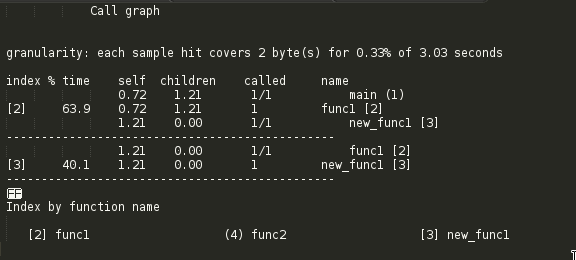 Call graph
granularity: each sample hit covers 2 byte(s) for 0.33% of 3.03 seconds
index % time    self  children    called     name
                0.72    1.21       1/1           main (1)
[2]     63.9    0.72    1.21       1         func1 [2]
                1.21    0.00       1/1           new_func1 [3]
-----------------------------------------------
                1.21    0.00       1/1           func1 [2]
[3]     40.1    1.21    0.00       1         new_func1 [3]
-----------------------------------------------
FF
Index by function name
[2] func1                   (4) func2                   [3] new_func1